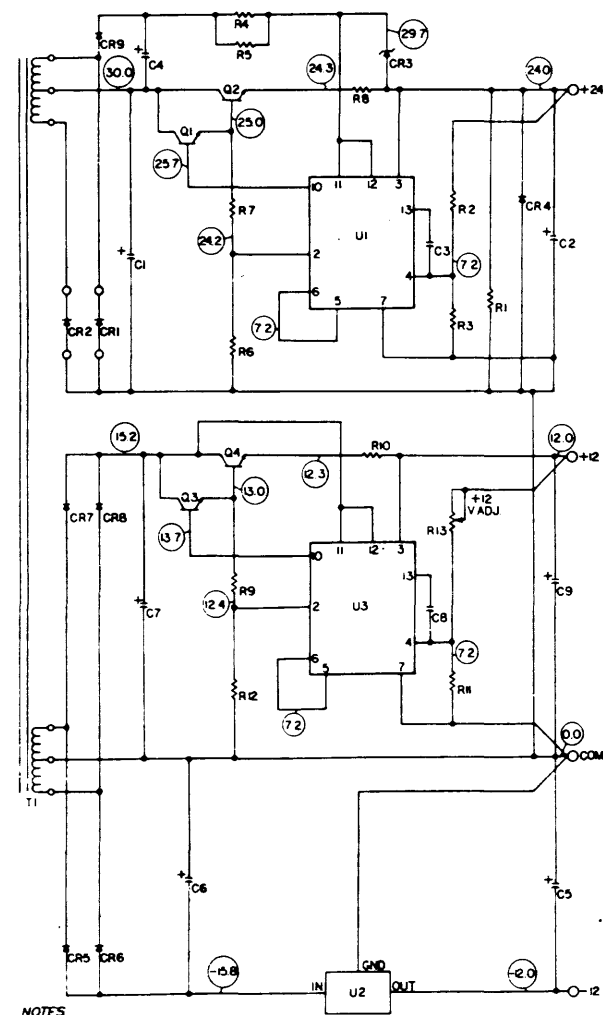 R4
R5
CR9
C4
29.7
CR3
30.0
Q2
24.3
R8
24.0
+24
Q1
25.0
25.7
10
11
12
3
R7
13
R2
CR4
24.2
2
U1
C3
C1
C2
4
7.2
6
5
7
R3
R1
7.2
CR2
CR1
R6
15.2
Q4
R10
12.0
+12
12.3
+12
V ADJ.
Q3
13.0
R13
CR7
CR8
13.7
10
11
12
3
13
R9
12.4
2
U3
C8
C7
C9
4
7.2
6
5
7
R12
R11
7.2
0.0
COM
T1
C6
C5
CR5
CR6
GND
-15.8
IN
U2
OUT
-12.0
-12
NOTES